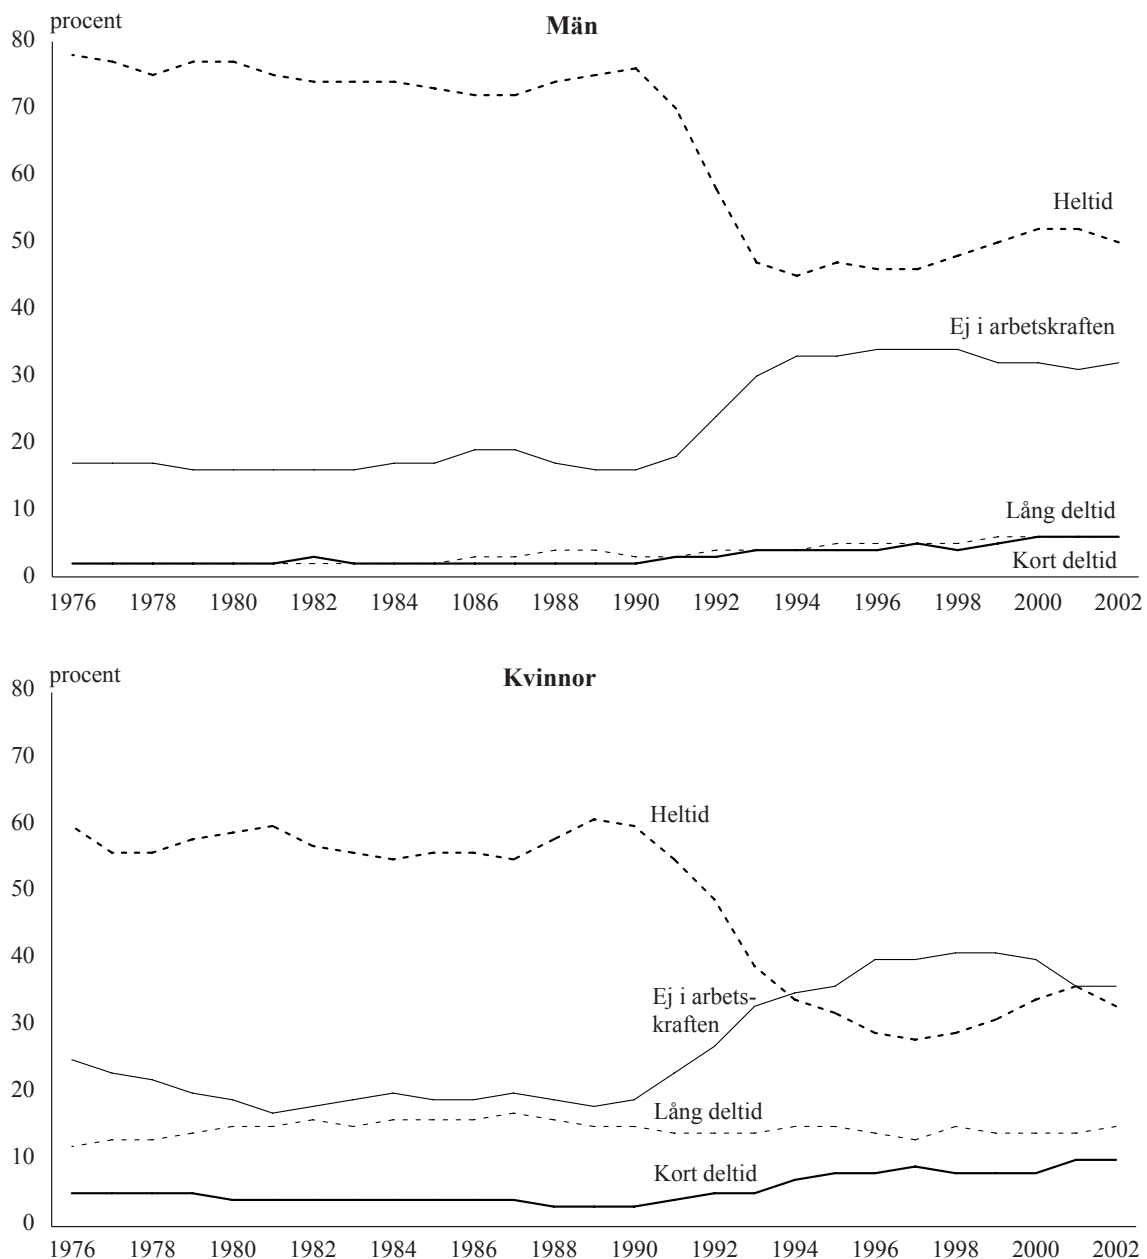 procent
Män
80
70
60
50
40
30
20
10
0
Heltid
Ej i arbetskraften
Lång deltid
Kort deltid
1976 1978 1980 1982 1984 1086 1988 1990 1992 1994 1996 1998 2000 2002
procent
Kvinnor
80
70
60
50
40
30
20
10
0
Heltid
Ej i arbets-
kraften
Lång deltid
Kort deltid
1976 1978 1980 1982 1984 1986 1988 1990 1992 1994 1996 1998 2000 2002